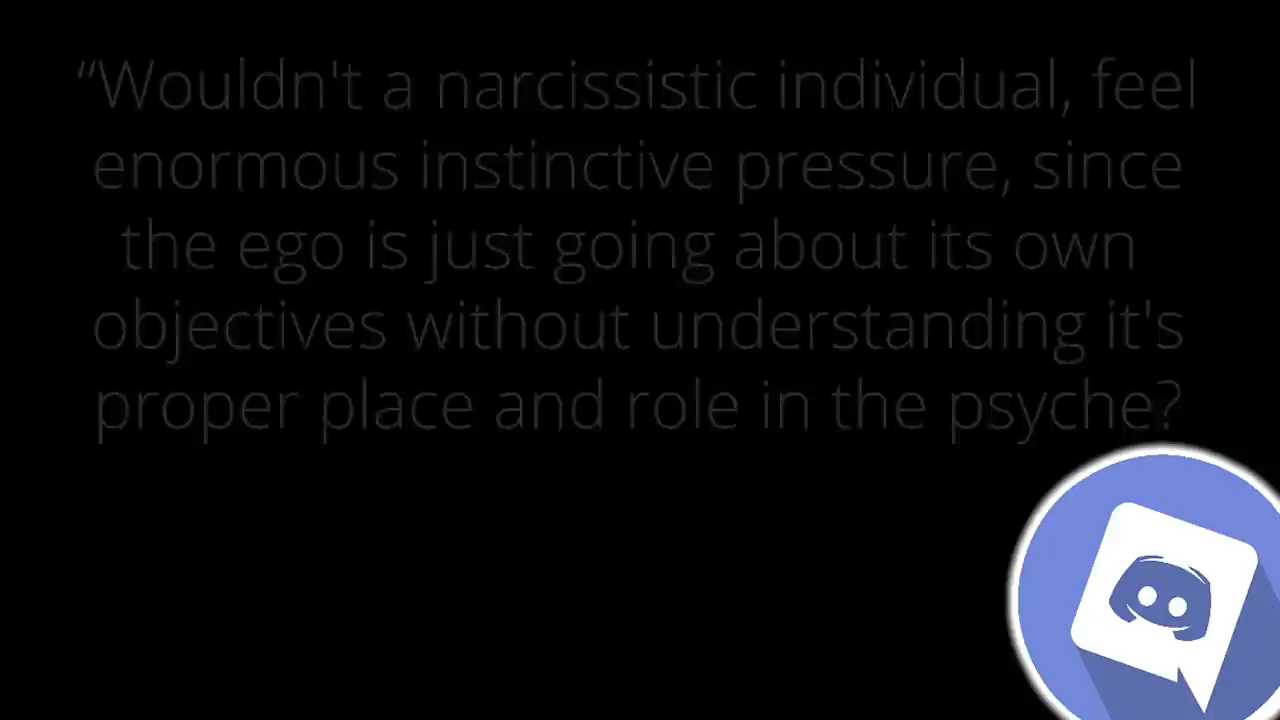 “Wouldn't a narcissistic individual, feel
enormous instinctive pressure, since
the ego is just going about its own
objectives without understanding it's
proper place and role in the psyche?